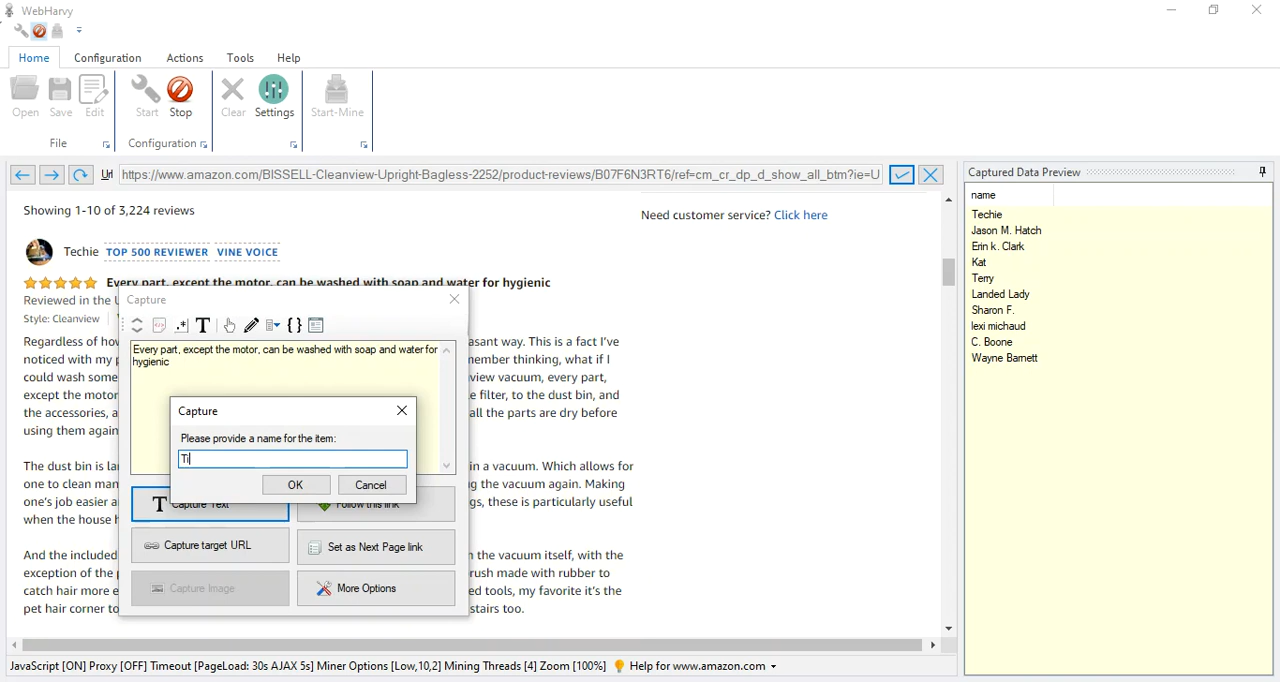 WebHarvy
Home Configuration Actions Tools Help
Open Save Edit Start Stop Clear Settings Start-Mine
File Configuration
Url https://www.amazon.com/BISSELL-Cleanview-Upright-Bagless-2252/product-reviews/B07F6N3RT6/ref=cm_cr_dp_d_show_all_btm?ie=U
Showing 1-10 of 3,224 reviews
Need customer service? Click here
Techie TOP 500 REVIEWER VINE VOICE
Every part, except the motor, can be washed with soap and water for hygienic
Reviewed in the
Style: Cleanview
Regardless of how
asant way. This is a fact I've
noticed with my
member thinking, what if I
could wash some
view vacuum, every part,
except the motor
e filter, to the dust bin, and
the accessories, a
all the parts are dry before
using them again
The dust bin is la
in a vacuum. Which allows for
one to clean man
g the vacuum again. Making
one's job easier a
gs, these is particularly useful
when the house h
And the included
n the vacuum itself, with the
exception of the
rush made with rubber to
catch hair more e
ed tools, my favorite it's the
pet hair corner to
stairs too.
Capture
.* T { }
Every part, except the motor, can be washed with soap and water for
hygienic
Capture
Please provide a name for the item:
Ti
OK Cancel
T Capture Text Follow this link
Capture target URL Set as Next Page link
Capture Image More Options
Captured Data Preview
name
Techie
Jason M. Hatch
Erin k. Clark
Kat
Terry
Landed Lady
Sharon F.
lexi michaud
C. Boone
Wayne Barnett
JavaScript [ON] Proxy [OFF] Timeout [PageLoad: 30s AJAX 5s] Miner Options [Low,10,2] Mining Threads [4] Zoom [100%] Help for www.amazon.com